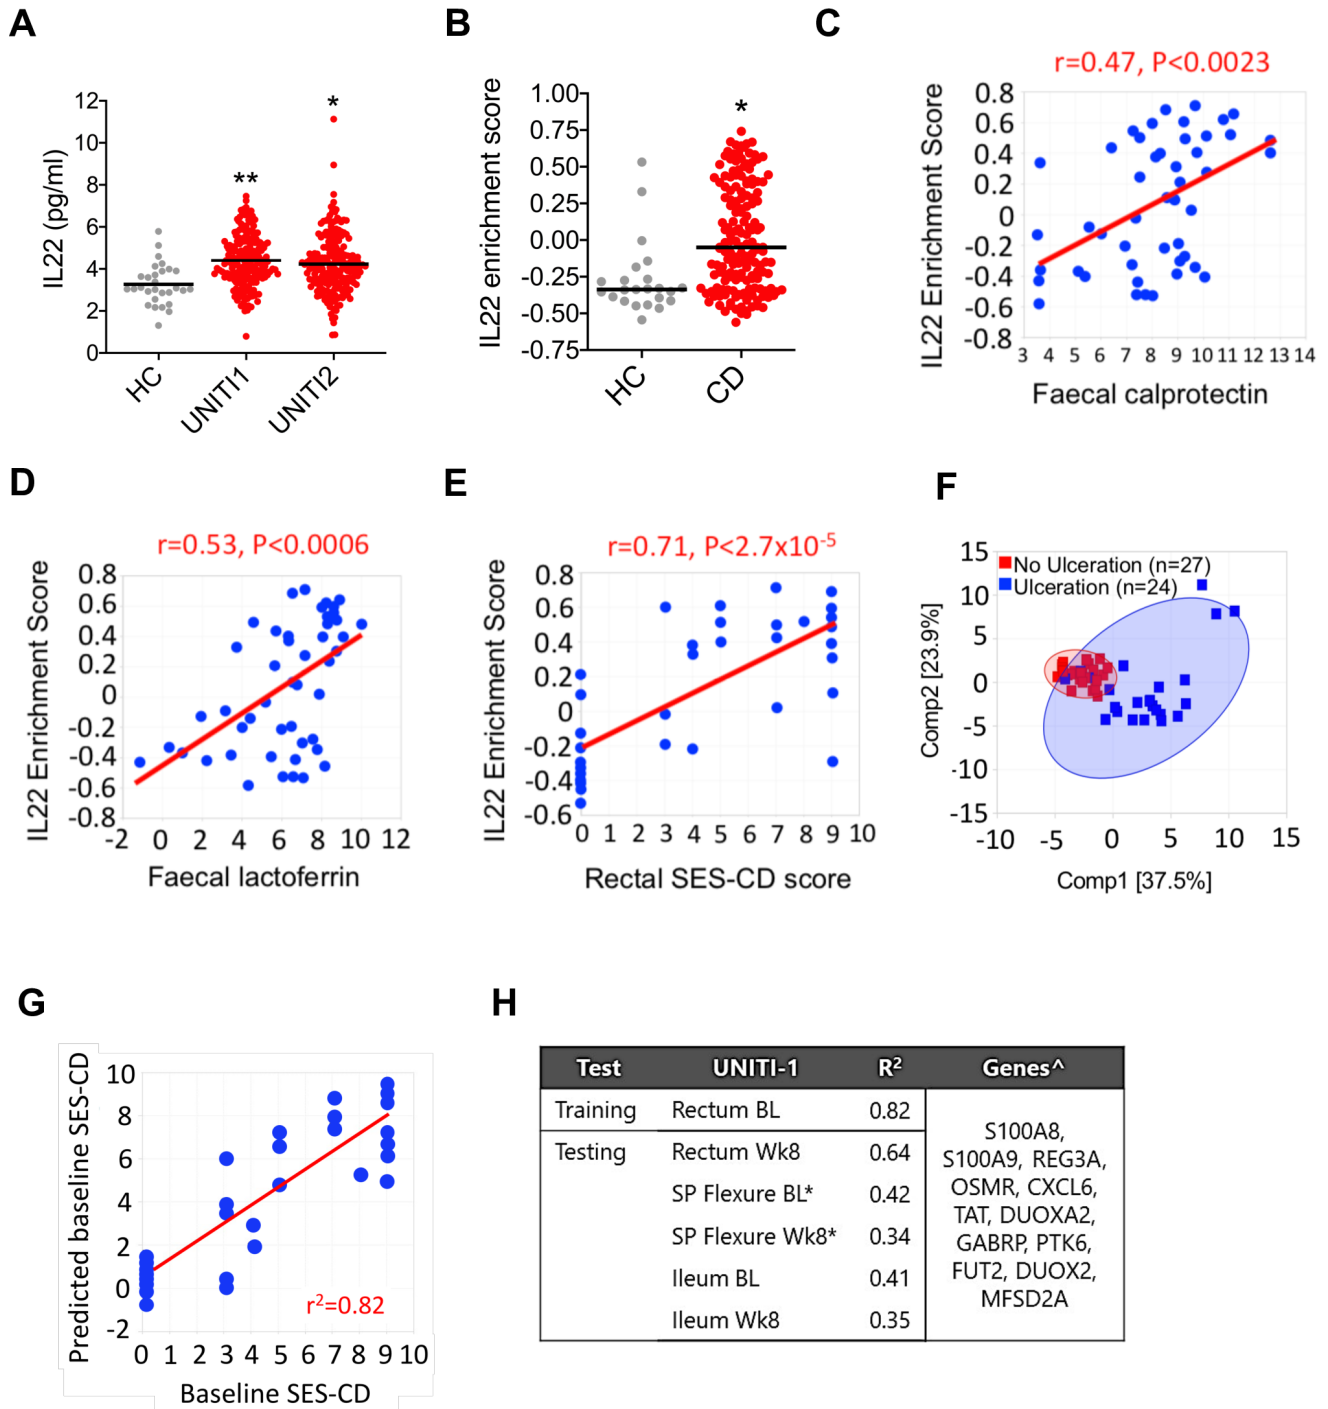 A
IL22 (pg/ml)
12
10
8
6
4
2
0
**
*
HC
UNITI1
UNITI2
B
IL22 enrichment score
1.00
0.75
0.50
0.25
0.00
-0.25
-0.50
-0.75
*
HC
CD
C
r=0.47, P<0.0023
IL22 Enrichment Score
0.8
0.6
0.4
0.2
0
-0.2
-0.4
-0.6
-0.8
3 4 5 6 7 8 9 10 11 12 13 14
Faecal calprotectin
D
r=0.53, P<0.0006
IL22 Enrichment Score
0.8
0.6
0.4
0.2
0
-0.2
-0.4
-0.6
-0.8
-2 0 2 4 6 8 10 12
Faecal lactoferrin
E
r=0.71, P<2.7x10-5
IL22 Enrichment Score
0.8
0.6
0.4
0.2
0
-0.2
-0.4
-0.6
0 1 2 3 4 5 6 7 8 9 10
Rectal SES-CD score
F
No Ulceration (n=27)
Ulceration (n=24)
Comp2 [23.9%]
15
10
5
0
-5
-10
-15
-10 -5 0 5 10 15
Comp1 [37.5%]
G
Predicted baseline SES-CD
10
8
6
4
2
0
-2
r²=0.82
0 1 2 3 4 5 6 7 8 9 10
Baseline SES-CD
H
Test UNITI-1 R² Genes^
Training Rectum BL 0.82
Testing Rectum Wk8 0.64
SP Flexure BL* 0.42
SP Flexure Wk8* 0.34
Ileum BL 0.41
Ileum Wk8 0.35
S100A8,
S100A9, REG3A,
OSMR, CXCL6,
TAT, DUOXA2,
GABRP, PTK6,
FUT2, DUOX2,
MFSD2A